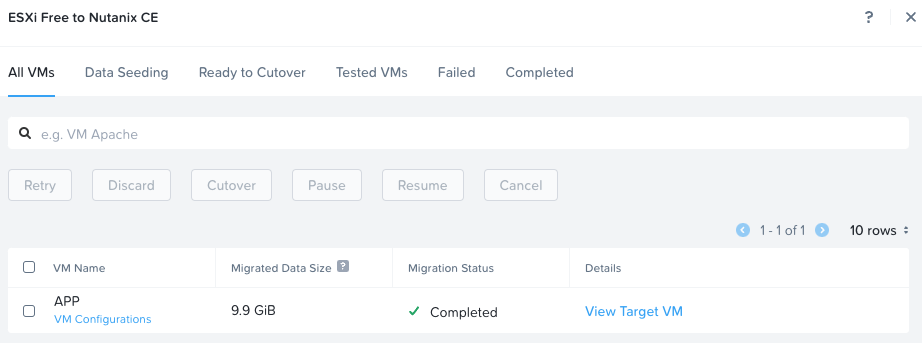 ESXi Free to Nutanix CE ?
All VMs Data Seeding Ready to Cutover Tested VMs Failed Completed
e.g. VM Apache
Retry Discard Cutover Pause Resume Cancel
1 - 1 of 1 10 rows
VM Name Migrated Data Size ? Migration Status Details
APP 9.9 GiB Completed View Target VM
VM Configurations